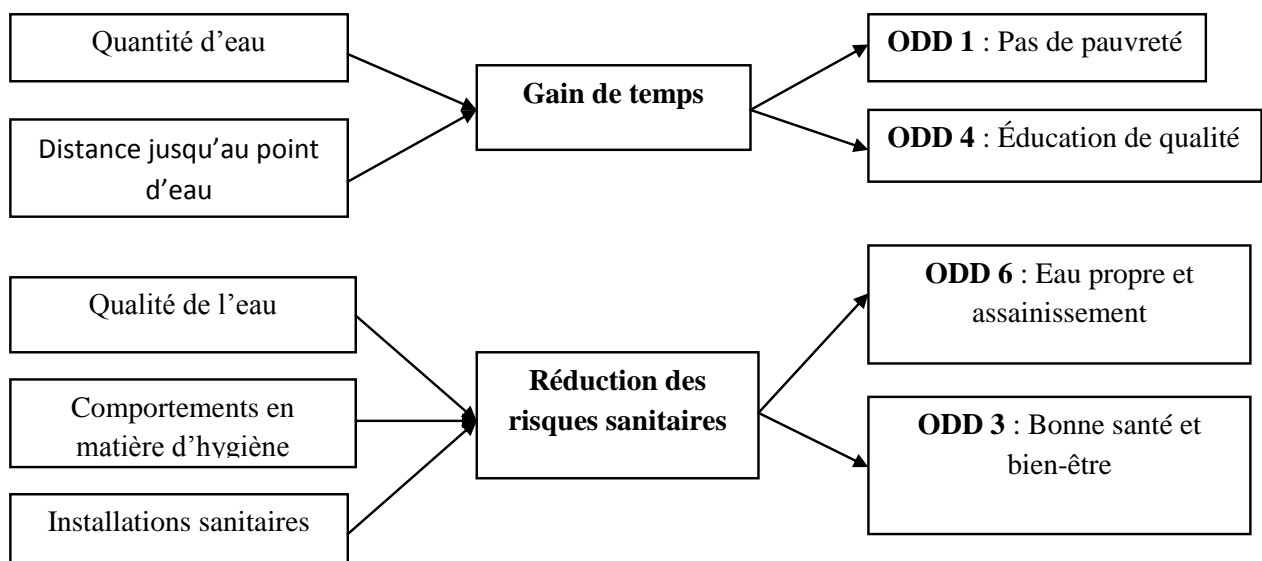 Quantité d’eau
Distance jusqu’au point
d’eau
Gain de temps
ODD 1 : Pas de pauvreté
ODD 4 : Éducation de qualité
Qualité de l’eau
Comportements en
matière d’hygiène
Installations sanitaires
Réduction des
risques sanitaires
ODD 6 : Eau propre et
assainissement
ODD 3 : Bonne santé et
bien-être